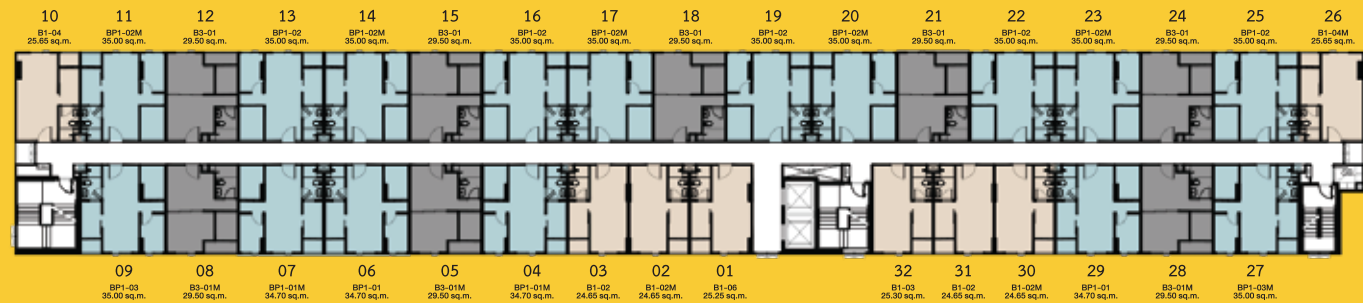 10 11 12 13 14 15 16 17 18 19 20 21 22 23 24 25 26
B1-04 BP1-02M B3-01 BP1-02 BP1-02M B3-01 BP1-02 BP1-02M B3-01 BP1-02 BP1-02M B3-01 BP1-02 BP1-02M B3-01 BP1-02 B1-04M
25.65 sq.m. 35.00 sq.m. 29.50 sq.m. 35.00 sq.m. 35.00 sq.m. 29.50 sq.m. 35.00 sq.m. 35.00 sq.m. 29.50 sq.m. 35.00 sq.m. 35.00 sq.m. 29.50 sq.m. 35.00 sq.m. 35.00 sq.m. 29.50 sq.m. 35.00 sq.m. 25.65 sq.m.
09 08 07 06 05 04 03 02 01 32 31 30 29 28 27
BP1-03 B3-01M BP1-01M BP1-01 B3-01M BP1-01M B1-02 B1-02M B1-06 B1-03 B1-02 B1-02M BP1-01 B3-01M BP1-03M
35.00 sq.m. 29.50 sq.m. 34.70 sq.m. 34.70 sq.m. 29.50 sq.m. 34.70 sq.m. 24.65 sq.m. 24.65 sq.m. 25.25 sq.m. 25.30 sq.m. 24.65 sq.m. 24.65 sq.m. 34.70 sq.m. 29.50 sq.m. 35.00 sq.m.